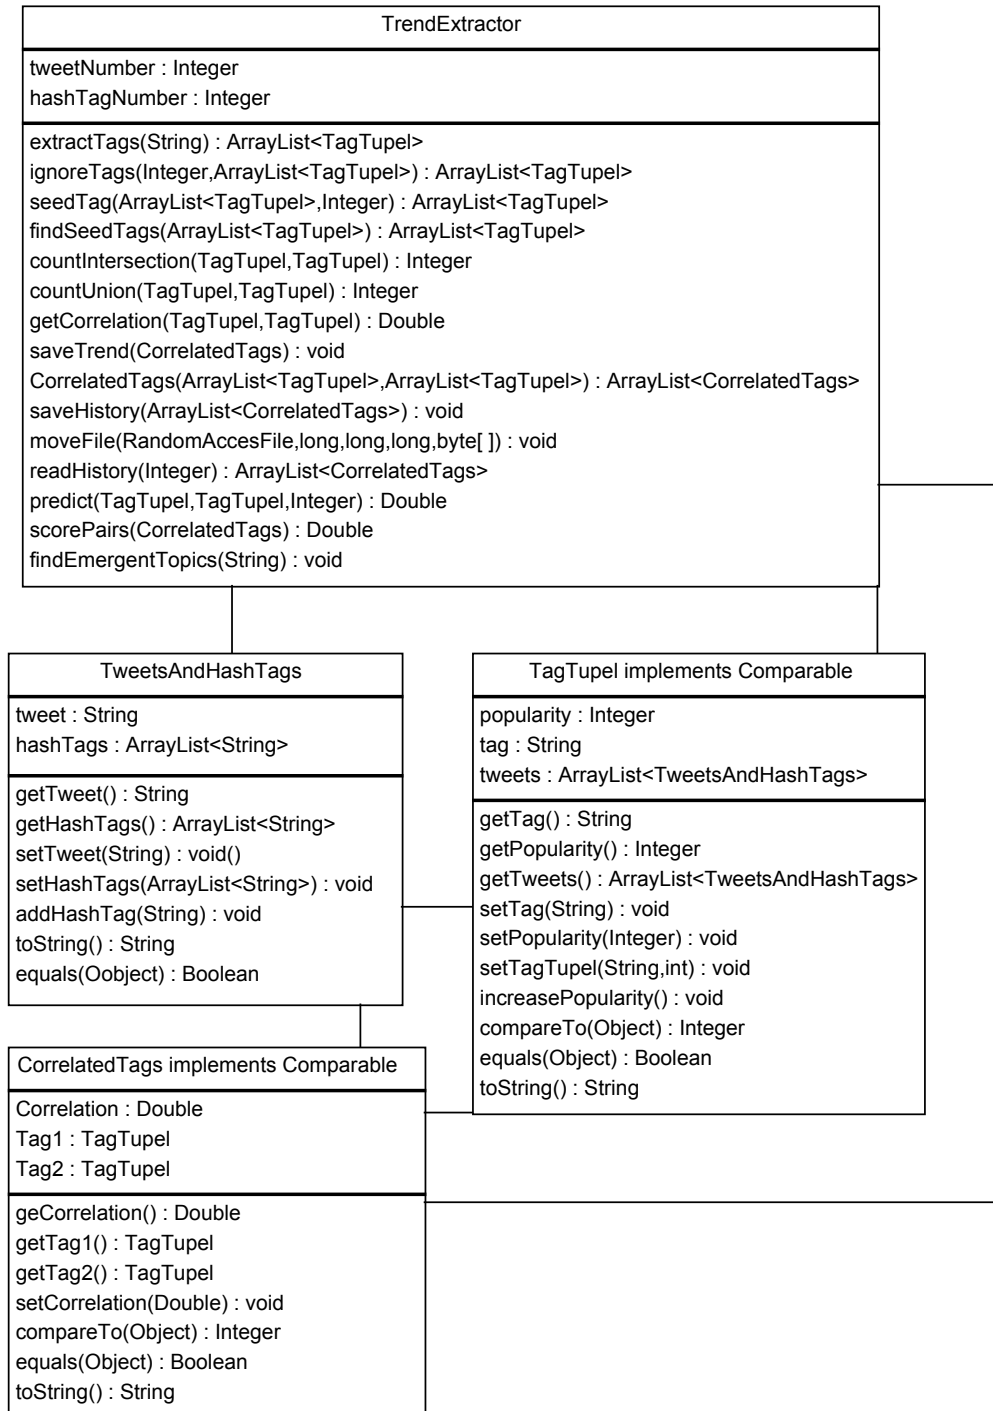 TrendExtractor
tweetNumber : Integer
hashTagNumber : Integer
extractTags(String) : ArrayList<TagTupel>
ignoreTags(Integer,ArrayList<TagTupel>) : ArrayList<TagTupel>
seedTag(ArrayList<TagTupel>,Integer) : ArrayList<TagTupel>
findSeedTags(ArrayList<TagTupel>) : ArrayList<TagTupel>
countIntersection(TagTupel,TagTupel) : Integer
countUnion(TagTupel,TagTupel) : Integer
getCorrelation(TagTupel,TagTupel) : Double
saveTrend(CorrelatedTags) : void
CorrelatedTags(ArrayList<TagTupel>,ArrayList<TagTupel>) : ArrayList<CorrelatedTags>
saveHistory(ArrayList<CorrelatedTags>) : void
moveFile(RandomAccesFile,long,long,long,byte[ ]) : void
readHistory(Integer) : ArrayList<CorrelatedTags>
predict(TagTupel,TagTupel,Integer) : Double
scorePairs(CorrelatedTags) : Double
findEmergentTopics(String) : void
TweetsAndHashTags
tweet : String
hashTags : ArrayList<String>
getTweet() : String
getHashTags() : ArrayList<String>
setTweet(String) : void()
setHashTags(ArrayList<String>) : void
addHashTag(String) : void
toString() : String
equals(Oobject) : Boolean
TagTupel implements Comparable
popularity : Integer
tag : String
tweets : ArrayList<TweetsAndHashTags>
getTag() : String
getPopularity() : Integer
getTweets() : ArrayList<TweetsAndHashTags>
setTag(String) : void
setPopularity(Integer) : void
setTagTupel(String,int) : void
increasePopularity() : void
compareTo(Object) : Integer
equals(Object) : Boolean
toString() : String
CorrelatedTags implements Comparable
Correlation : Double
Tag1 : TagTupel
Tag2 : TagTupel
geCorrelation() : Double
getTag1() : TagTupel
getTag2() : TagTupel
setCorrelation(Double) : void
compareTo(Object) : Integer
equals(Object) : Boolean
toString() : String